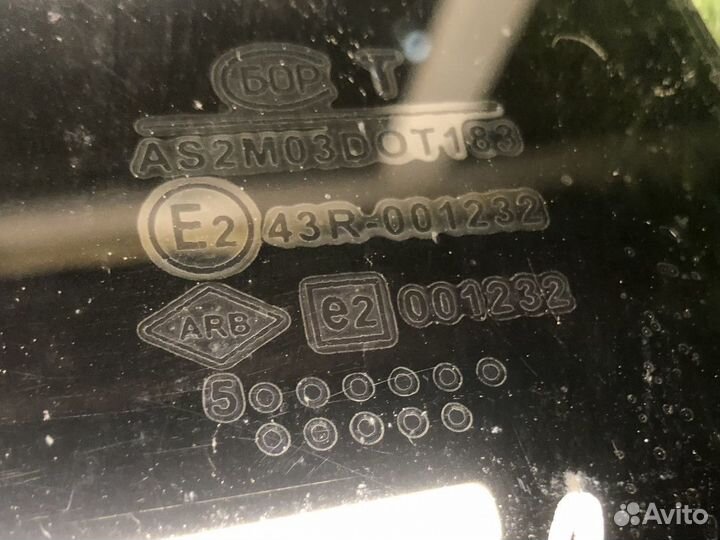 БОР T
AS2M03DOT183
E2 43R-001232
ARB e2 001232
5
Avito